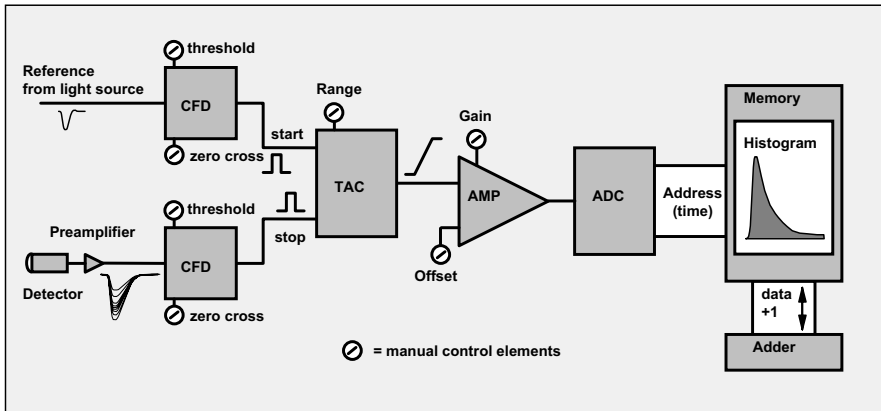 Reference
from light source
threshold
CFD
zero cross
start
Range
TAC
Gain
AMP
Offset
ADC
Address
(time)
Memory
Histogram
threshold
stop
Preamplifier
CFD
Detector
zero cross
data
+1
Adder
= manual control elements